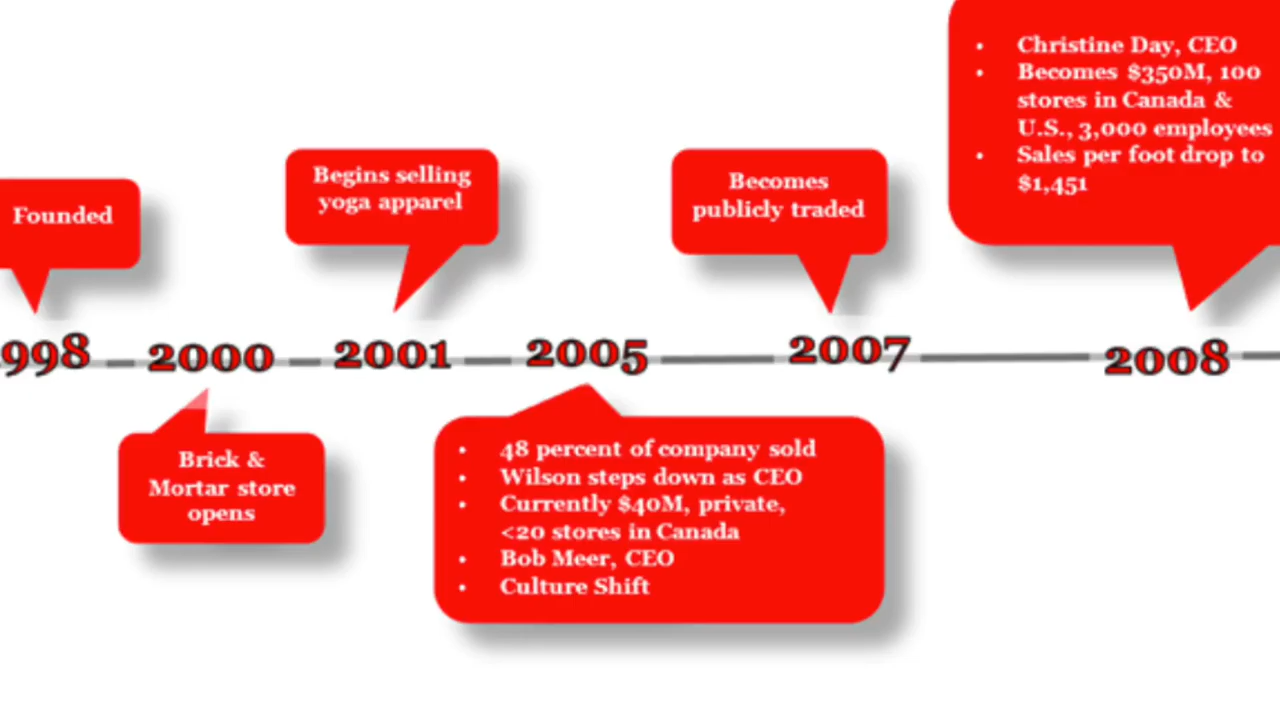 Founded
Begins selling
yoga apparel
Becomes
publicly traded
• Christine Day, CEO
• Becomes $350M, 100
stores in Canada &
U.S., 3,000 employees
• Sales per foot drop to
$1,451
998 2000 2001 2005 2007 2008
Brick &
Mortar store
opens
• 48 percent of company sold
• Wilson steps down as CEO
• Currently $40M, private,
<20 stores in Canada
• Bob Meer, CEO
• Culture Shift